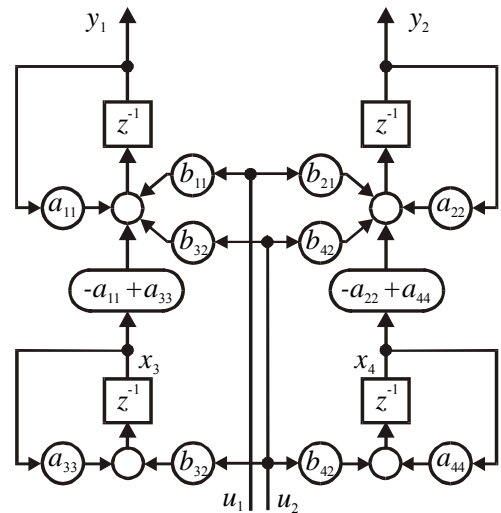 y₁ y₂
z⁻¹ z⁻¹
b₁₁ b₂₁
a₁₁ a₂₂
b₃₂ b₄₂
-a₁₁+a₃₃ -a₂₂+a₄₄
x₃ x₄
z⁻¹ z⁻¹
a₃₃ b₃₂ b₄₂ a₄₄
u₁ u₂